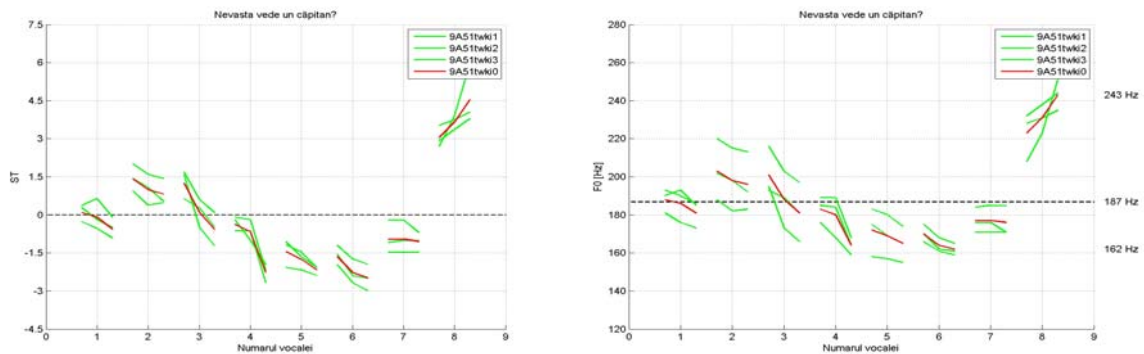 Nevasta vede un căpitan?
7.5
6
4.5
3
1.5
0
-1.5
-3
-4.5
ST
0 1 2 3 4 5 6 7 8 9
Numarul vocalei
9A51twki1
9A51twki2
9A51twki3
9A51twki0
Nevasta vede un căpitan?
280
260
240
220
200
180
160
140
120
F0 [Hz]
0 1 2 3 4 5 6 7 8 9
Numarul vocalei
9A51twki1
9A51twki2
9A51twki3
9A51twki0
243 Hz
187 Hz
162 Hz